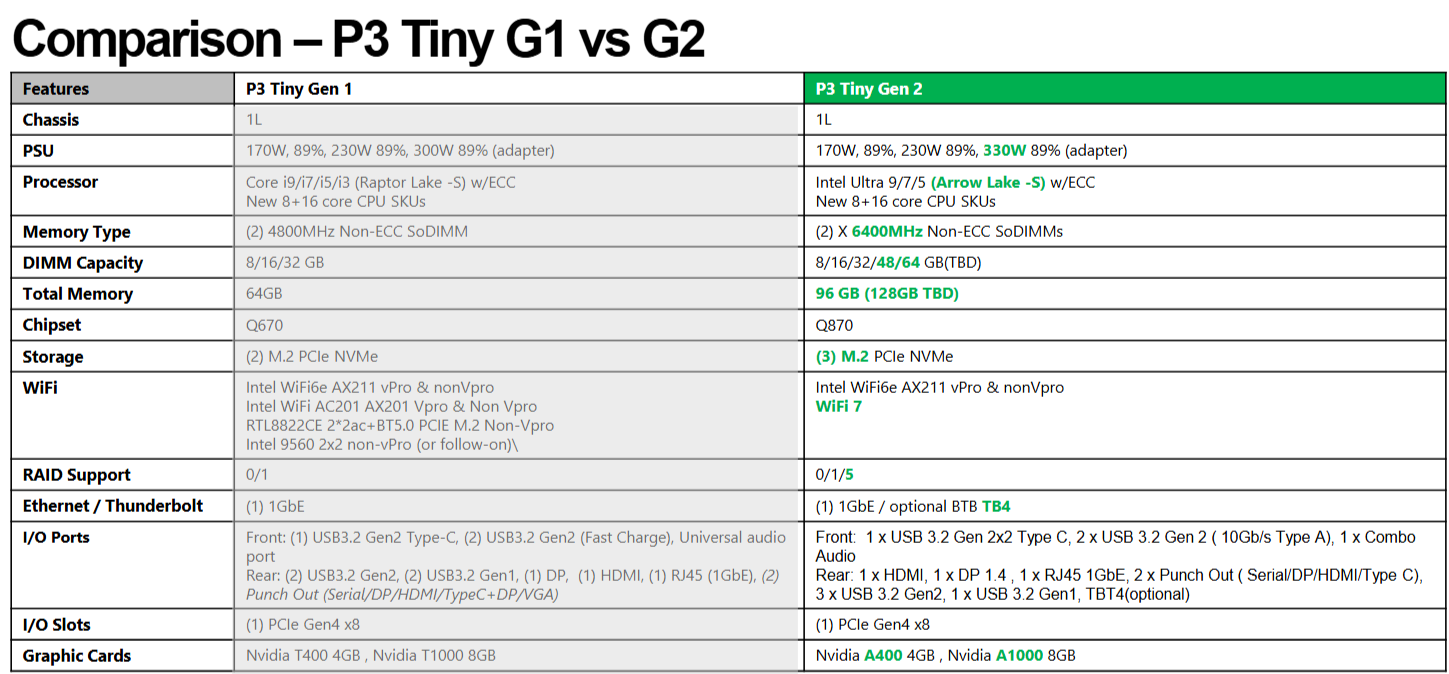 Comparison – P3 Tiny G1 vs G2
Features P3 Tiny Gen 1 P3 Tiny Gen 2
Chassis 1L 1L
PSU 170W, 89%, 230W 89%, 300W 89% (adapter) 170W, 89%, 230W 89%, 330W 89% (adapter)
Processor Core i9/i7/i5/i3 (Raptor Lake -S) w/ECC Intel Ultra 9/7/5 (Arrow Lake -S) w/ECC
New 8+16 core CPU SKUs New 8+16 core CPU SKUs
Memory Type (2) 4800MHz Non-ECC SoDIMM (2) X 6400MHz Non-ECC SoDIMMs
DIMM Capacity 8/16/32 GB 8/16/32/48/64 GB(TBD)
Total Memory 64GB 96 GB (128GB TBD)
Chipset Q670 Q870
Storage (2) M.2 PCIe NVMe (3) M.2 PCIe NVMe
WiFi Intel WiFi6e AX211 vPro & nonVpro Intel WiFi6e AX211 vPro & nonVpro
Intel WiFi AC201 AX201 Vpro & Non Vpro WiFi 7
RTL8822CE 2*2ac+BT5.0 PCIE M.2 Non-Vpro
Intel 9560 2x2 non-vPro (or follow-on)\
RAID Support 0/1 0/1/5
Ethernet / Thunderbolt (1) 1GbE (1) 1GbE / optional BTB TB4
I/O Ports Front: (1) USB3.2 Gen2 Type-C, (2) USB3.2 Gen2 (Fast Charge), Universal audio Front: 1 x USB 3.2 Gen 2x2 Type C, 2 x USB 3.2 Gen 2 ( 10Gb/s Type A), 1 x Combo
port Audio
Rear: (2) USB3.2 Gen2, (2) USB3.2 Gen1, (1) DP, (1) HDMI, (1) RJ45 (1GbE), (2) Rear: 1 x HDMI, 1 x DP 1.4 , 1 x RJ45 1GbE, 2 x Punch Out ( Serial/DP/HDMI/Type C),
Punch Out (Serial/DP/HDMI/TypeC+DP/VGA) 3 x USB 3.2 Gen2, 1 x USB 3.2 Gen1, TBT4(optional)
I/O Slots (1) PCIe Gen4 x8 (1) PCIe Gen4 x8
Graphic Cards Nvidia T400 4GB , Nvidia T1000 8GB Nvidia A400 4GB , Nvidia A1000 8GB